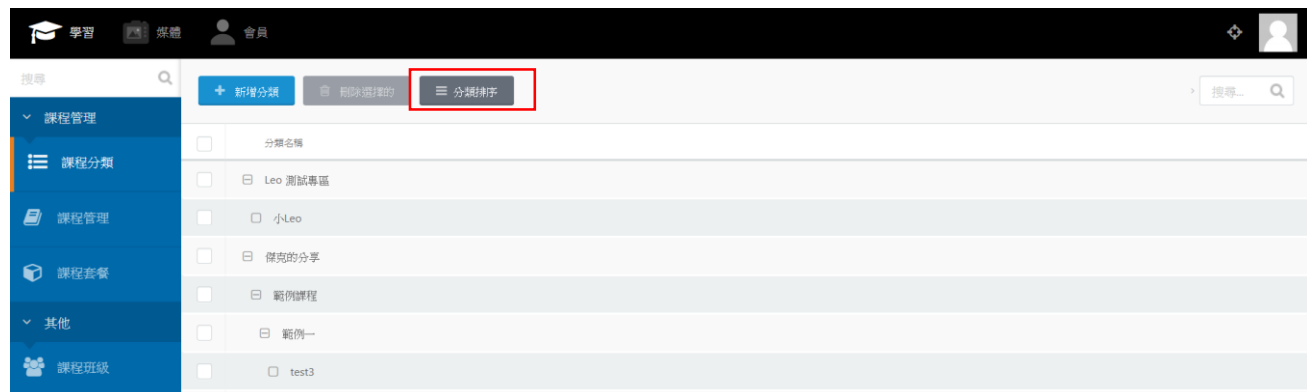 學習 媒體 會員
搜尋
新增分類 刪除選擇的 分類排序 搜尋...
課程管理
分類名稱
課程分類
Leo 測試專區
課程管理
小Leo
傑克的分享
課程套餐
範例課程
其他
範例一
課程班級
test3